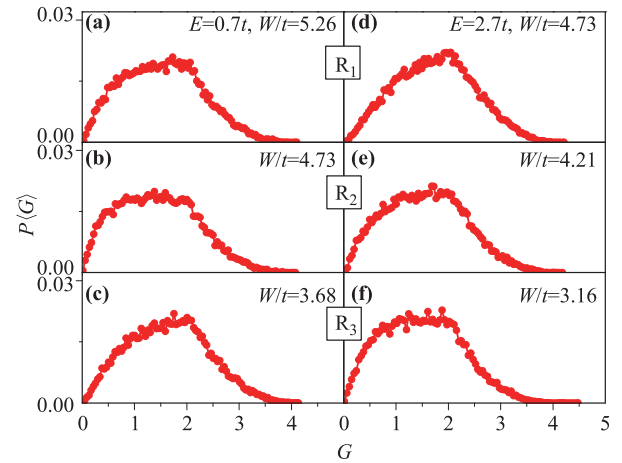 0.03
(a)
E=0.7t, W/t=5.26
R1
(d)
E=2.7t, W/t=4.73
0.00
0.03
(b)
W/t=4.73
R2
(e)
W/t=4.21
P⟨G⟩
0.00
0.03
(c)
W/t=3.68
R3
(f)
W/t=3.16
0.00
0 1 2 3 4 0 1 2 3 4 5
G